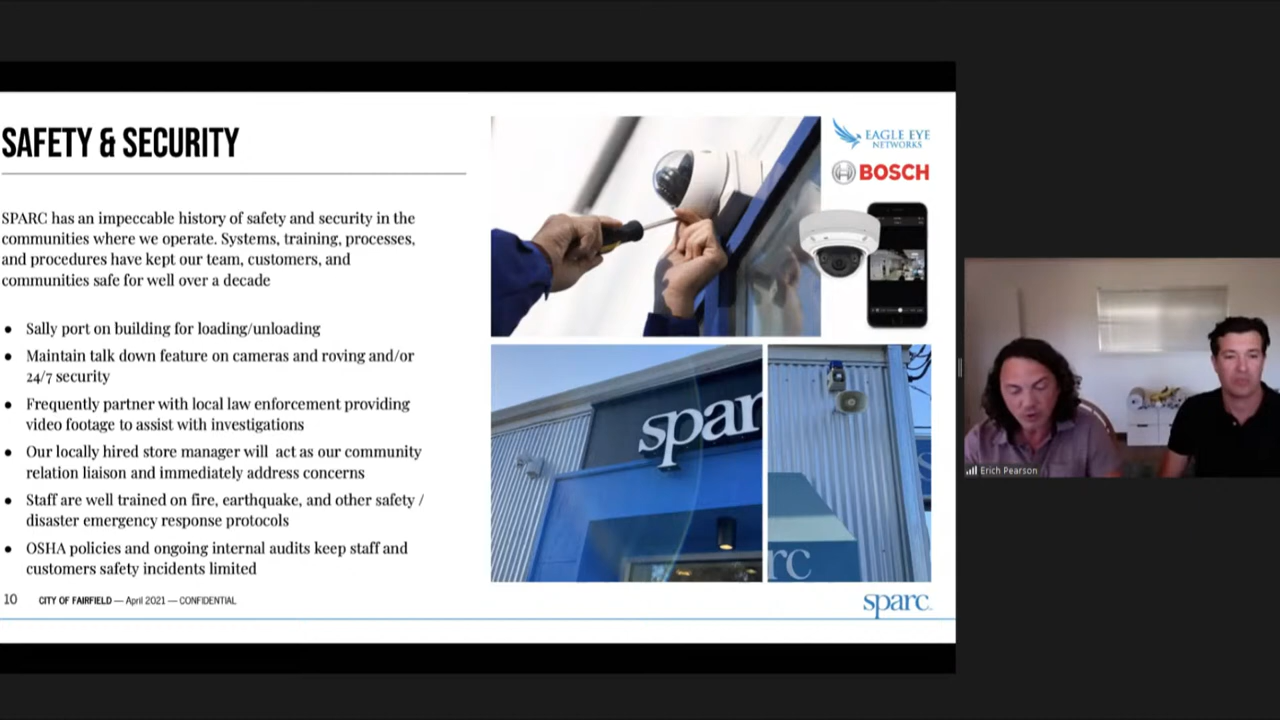 SAFETY & SECURITY
SPARC has an impeccable history of safety and security in the
communities where we operate. Systems, training, processes,
and procedures have kept our team, customers, and
communities safe for well over a decade
● Sally port on building for loading/unloading
● Maintain talk down feature on cameras and roving and/or
24/7 security
● Frequently partner with local law enforcement providing
video footage to assist with investigations
● Our locally hired store manager will act as our community
relation liaison and immediately address concerns
● Staff are well trained on fire, earthquake, and other safety /
disaster emergency response protocols
● OSHA policies and ongoing internal audits keep staff and
customers safety incidents limited
10 CITY OF FAIRFIELD — April 2021 — CONFIDENTIAL
EAGLE EYE
NETWORKS
BOSCH
spar
rc
sparc
Erich Pearson